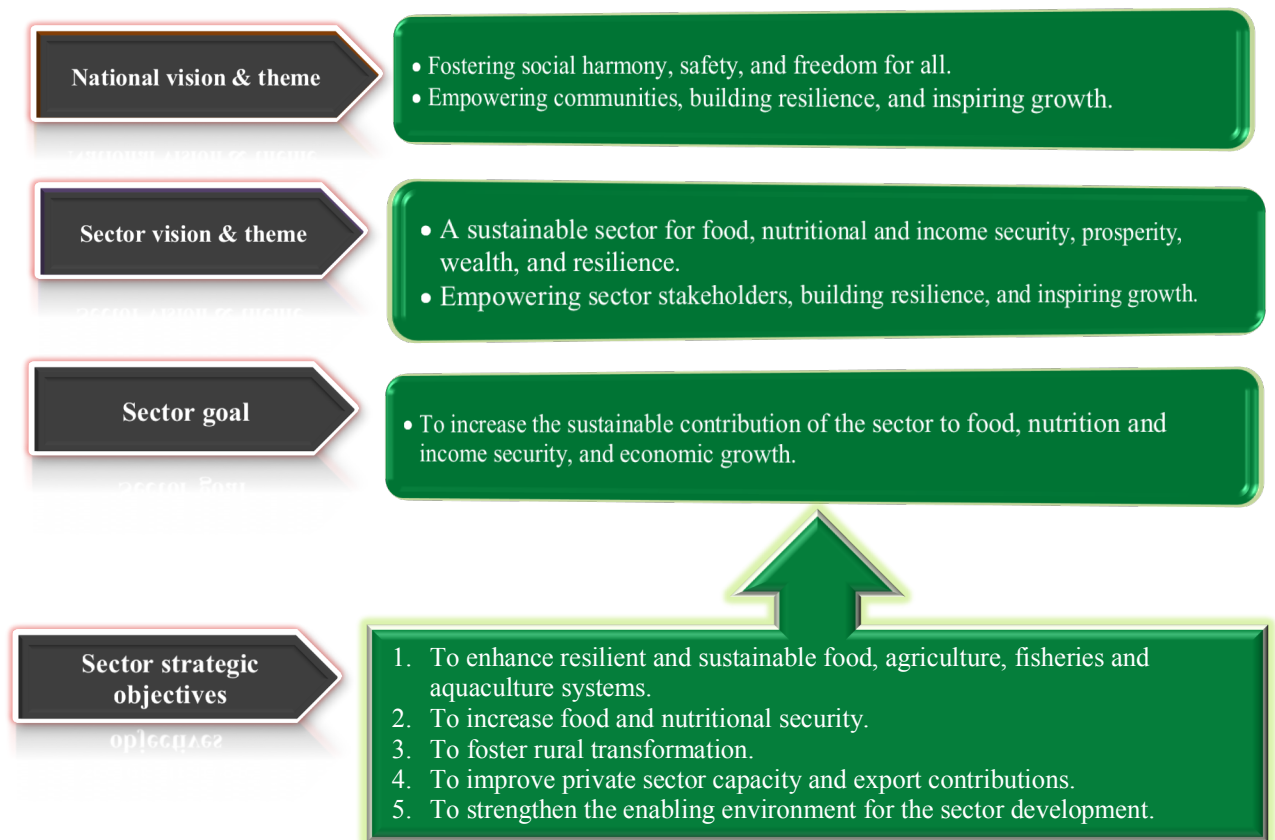 National vision & theme
• Fostering social harmony, safety, and freedom for all.
• Empowering communities, building resilience, and inspiring growth.
Sector vision & theme
• A sustainable sector for food, nutritional and income security, prosperity,
wealth, and resilience.
• Empowering sector stakeholders, building resilience, and inspiring growth.
Sector goal
• To increase the sustainable contribution of the sector to food, nutrition and
income security, and economic growth.
Sector strategic
objectives
1. To enhance resilient and sustainable food, agriculture, fisheries and
aquaculture systems.
2. To increase food and nutritional security.
3. To foster rural transformation.
4. To improve private sector capacity and export contributions.
5. To strengthen the enabling environment for the sector development.